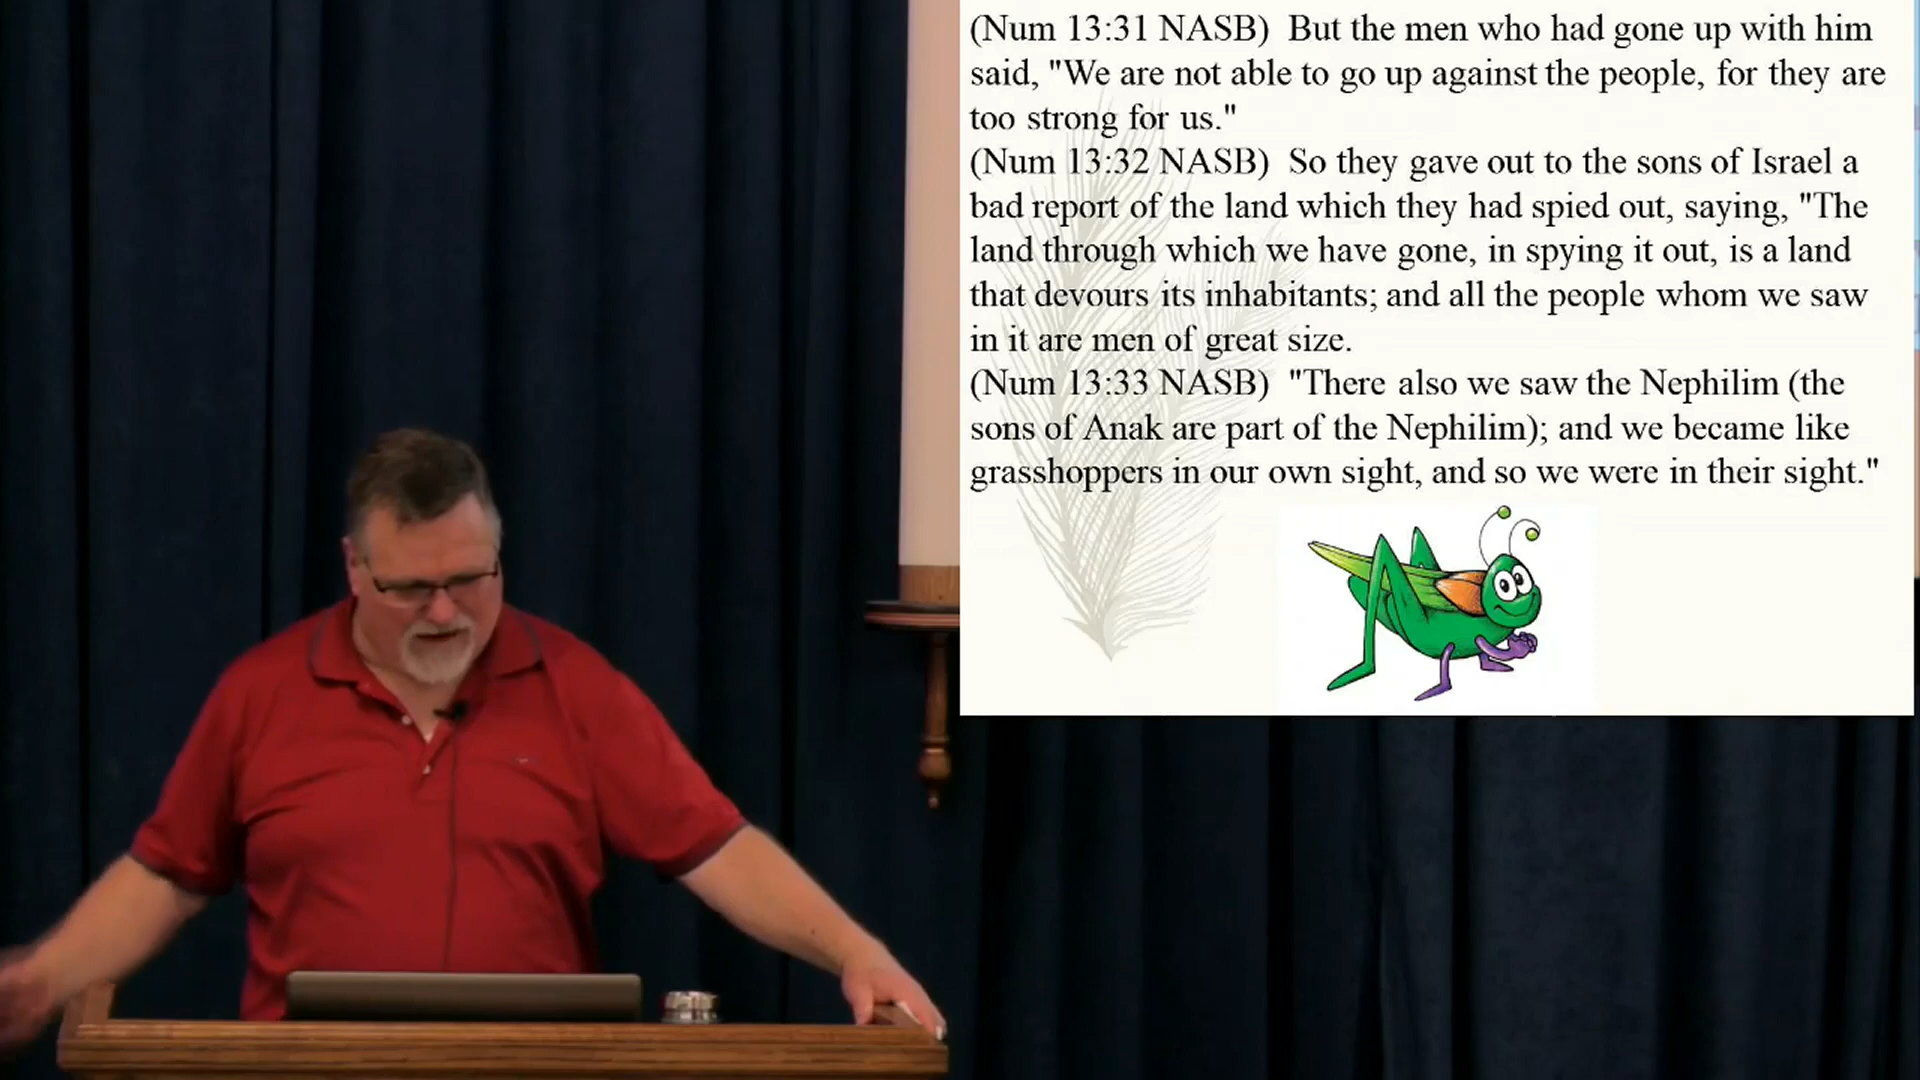 (Num 13:31 NASB)  But the men who had gone up with him
said, "We are not able to go up against the people, for they are
too strong for us."
(Num 13:32 NASB)  So they gave out to the sons of Israel a
bad report of the land which they had spied out, saying, "The
land through which we have gone, in spying it out, is a land
that devours its inhabitants; and all the people whom we saw
in it are men of great size.
(Num 13:33 NASB)  "There also we saw the Nephilim (the
sons of Anak are part of the Nephilim); and we became like
grasshoppers in our own sight, and so we were in their sight."